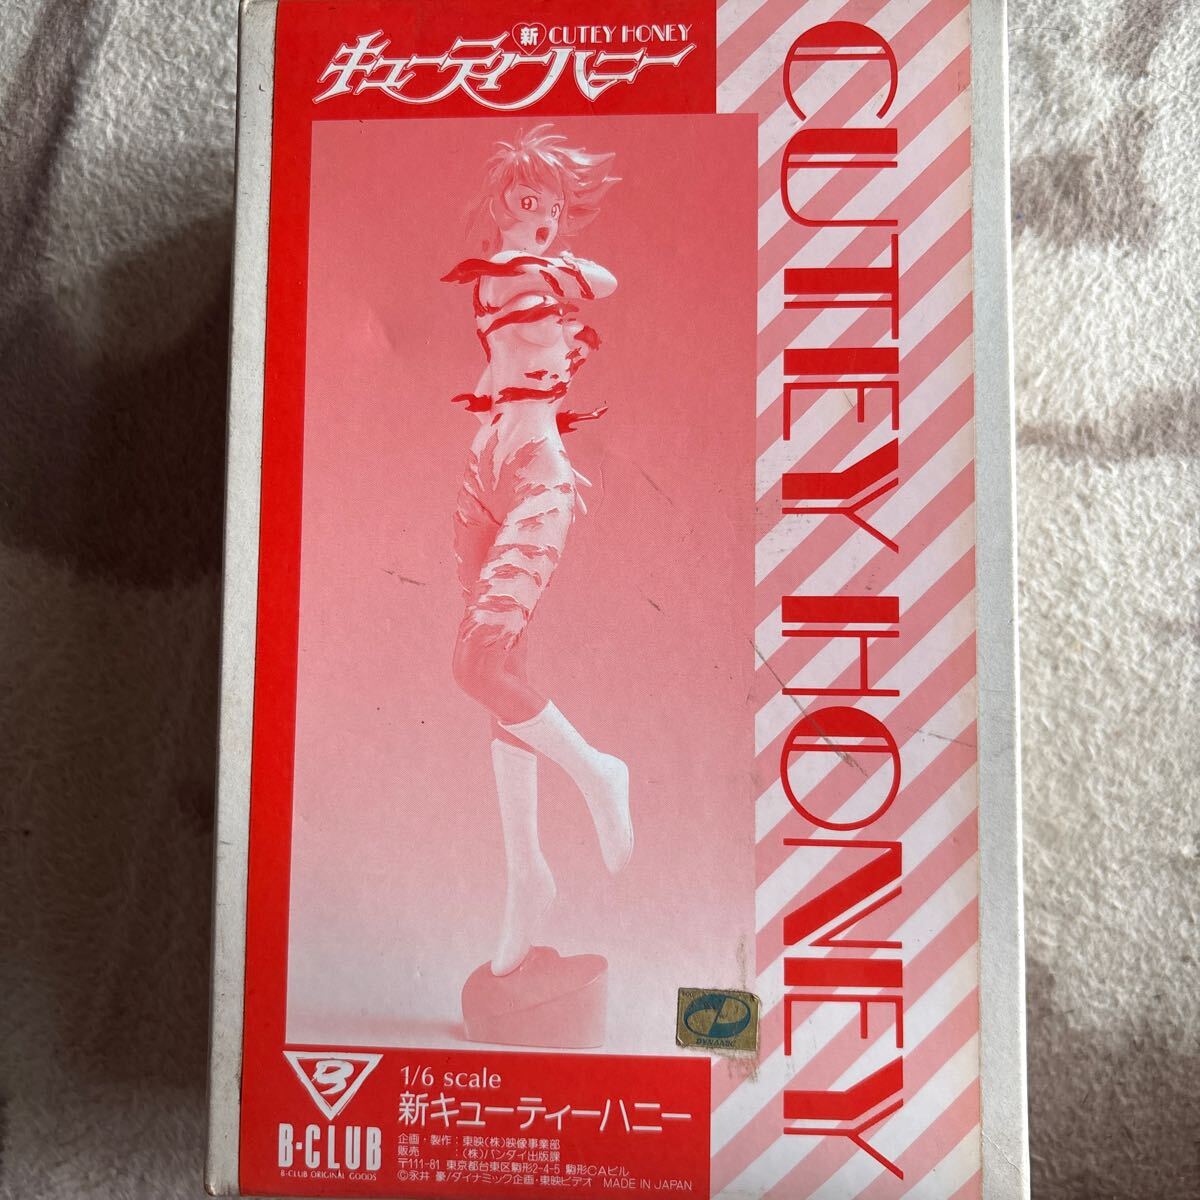 新 CUTEY HONEY
キューティーハニー
CUTEY HONEY
DYNAMIC
B
B-CLUB
B-CLUB ORIGINAL GOODS
1/6 scale
新キューティーハニー
企画・製作：東映(株)映像事業部
販売　　　：(株)バンダイ出版課
〒111-81 東京都台東区駒形2-4-5 駒形CAビル
©永井 豪/ダイナミック企画・東映ビデオ MADE IN JAPAN